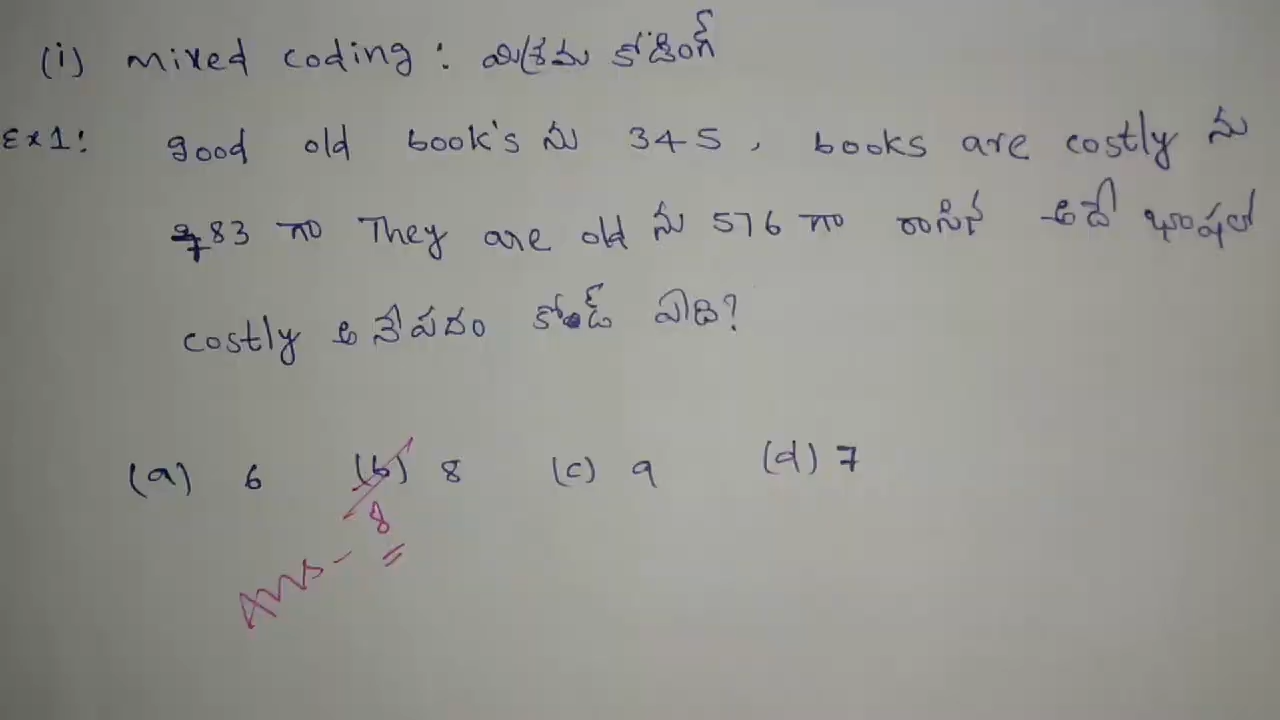 (i) mixed coding : మిశ్రమ కోడింగ్
Ex1: good old book's ను 345, books are costly ను
783 గా They are old ను 576 గా రాసిన అదే భాషలో
costly అనేపదం కోడ్ ఏది?
(a) 6 (b) 8 (c) 9 (d) 7
Ans - 8